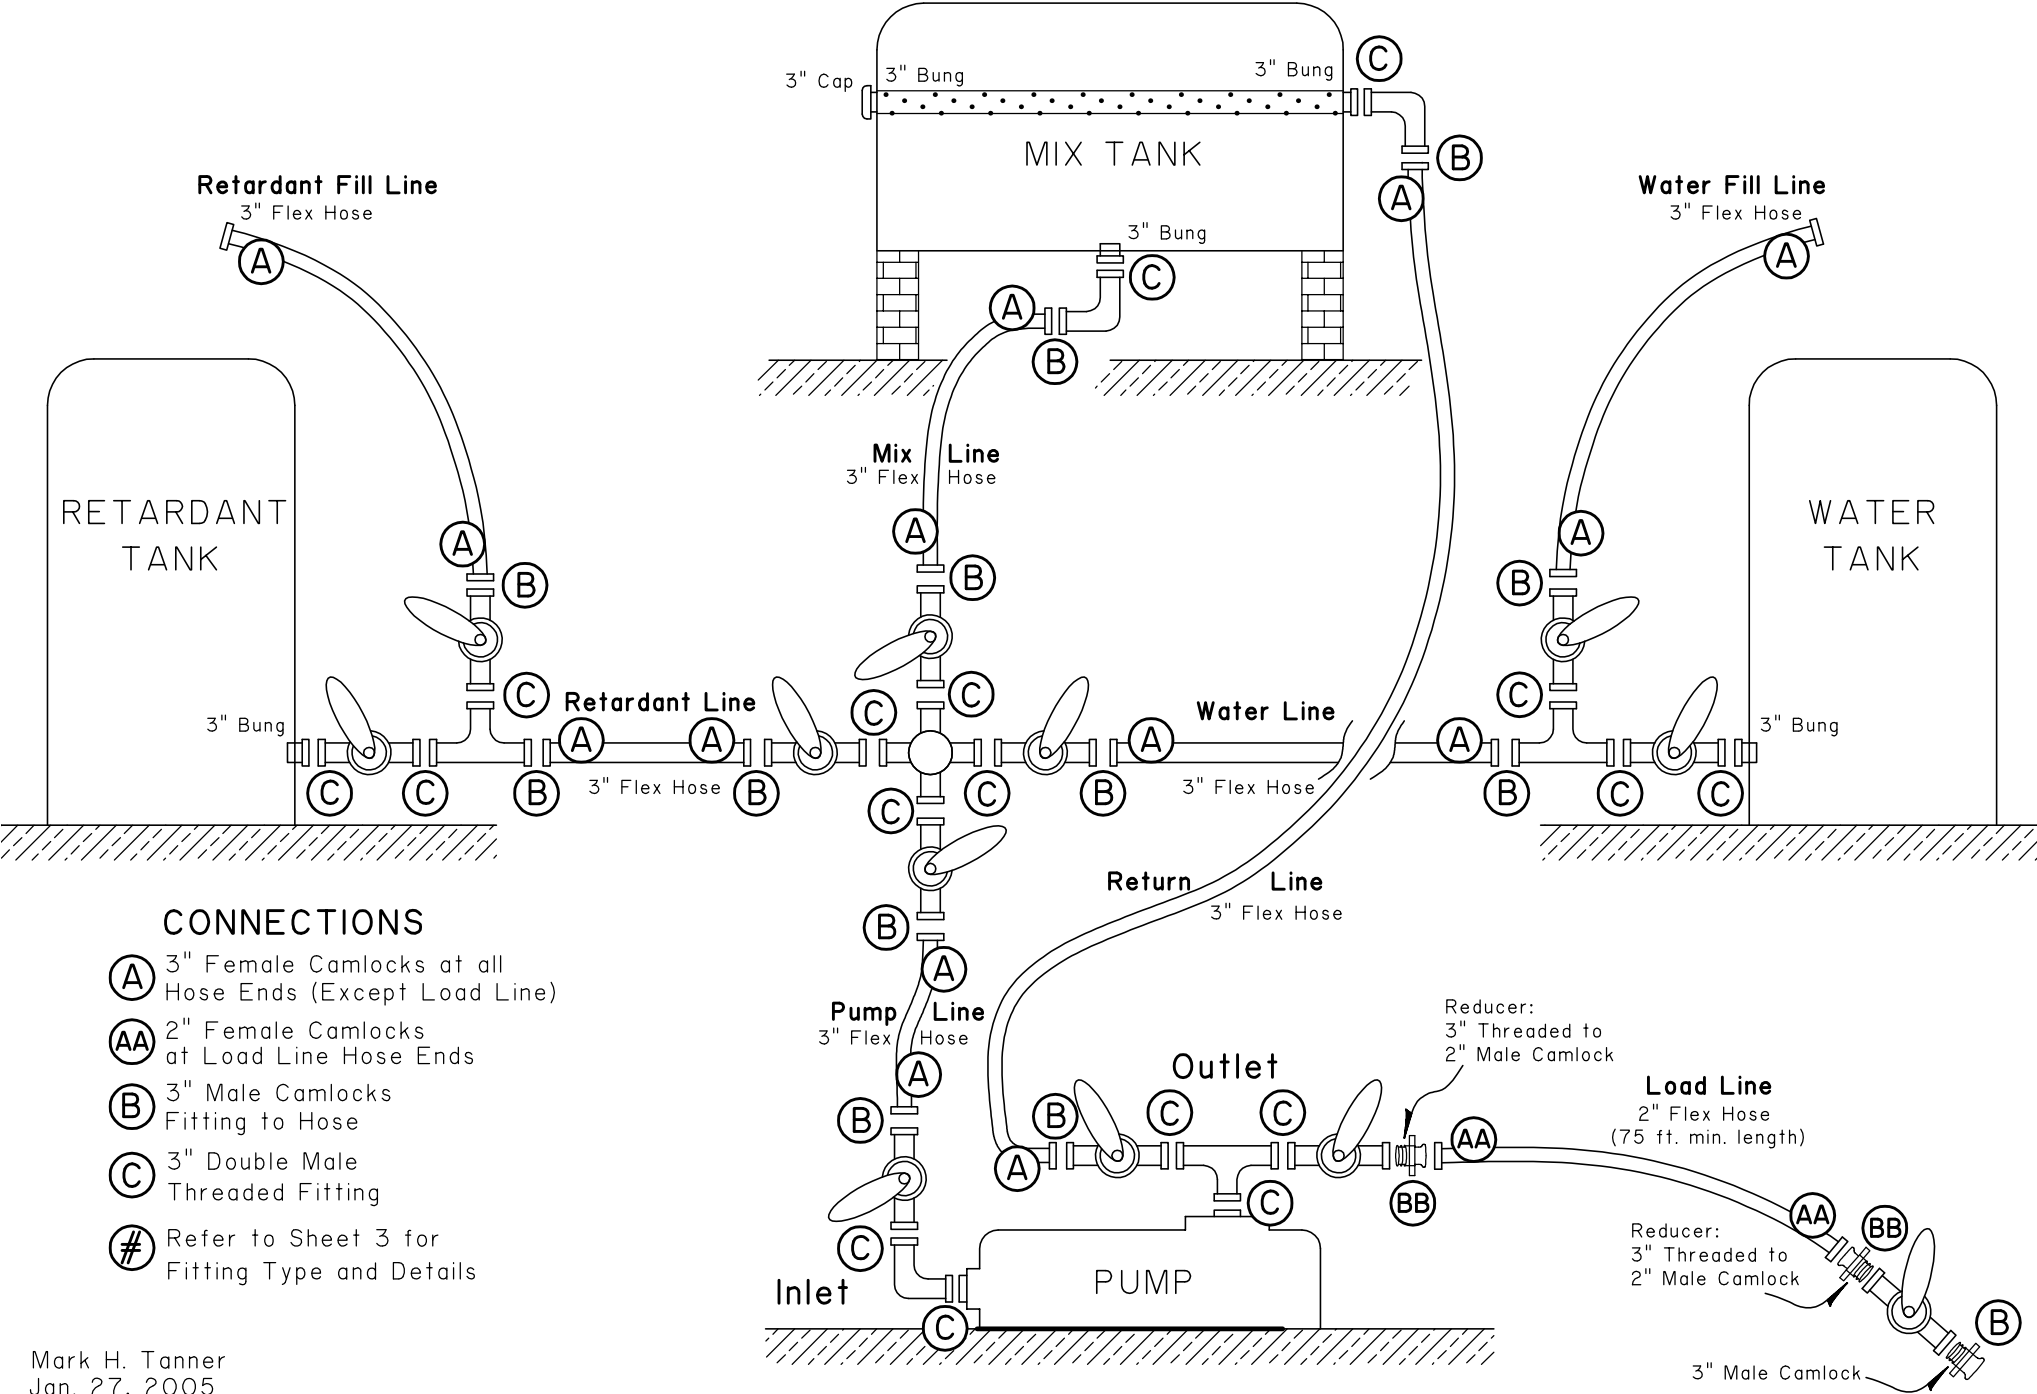 C
3" Cap
3" Bung
3" Bung
MIX TANK
B
A
Retardant Fill Line
3" Flex Hose
A
Water Fill Line
3" Flex Hose
A
3" Bung
C
A
B
RETARDANT
TANK
Mix Line
3" Flex Hose
WATER
TANK
A
B
A
B
A
B
C
Retardant Line
C
C
Water Line
C
3" Bung
A
A
A
A
3" Bung
C
C
B
3" Flex Hose
B
C
C
B
3" Flex Hose
B
C
C
Return Line
3" Flex Hose
B
A
Pump Line
3" Flex Hose
A
B
C
Inlet
C
CONNECTIONS
A
3" Female Camlocks at all
Hose Ends (Except Load Line)
AA
2" Female Camlocks
at Load Line Hose Ends
B
3" Male Camlocks
Fitting to Hose
C
3" Double Male
Threaded Fitting
#
Refer to Sheet 3 for
Fitting Type and Details
Outlet
Reducer:
3" Threaded to
2" Male Camlock
Load Line
2" Flex Hose
(75 ft. min. length)
A
B
C
C
BB
AA
C
PUMP
AA
BB
Reducer:
3" Threaded to
2" Male Camlock
B
3" Male Camlock
Mark H. Tanner
Jan. 27, 2005